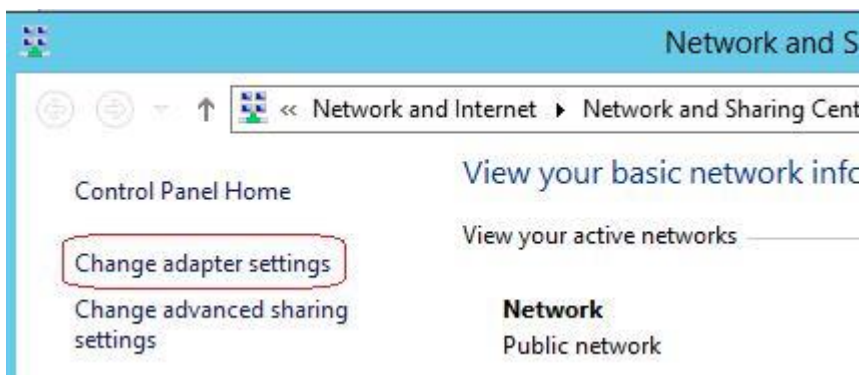 Network and S
« Network and Internet ▸ Network and Sharing Cent
Control Panel Home
View your basic network info
Change adapter settings
View your active networks
Change advanced sharing
settings
Network
Public network